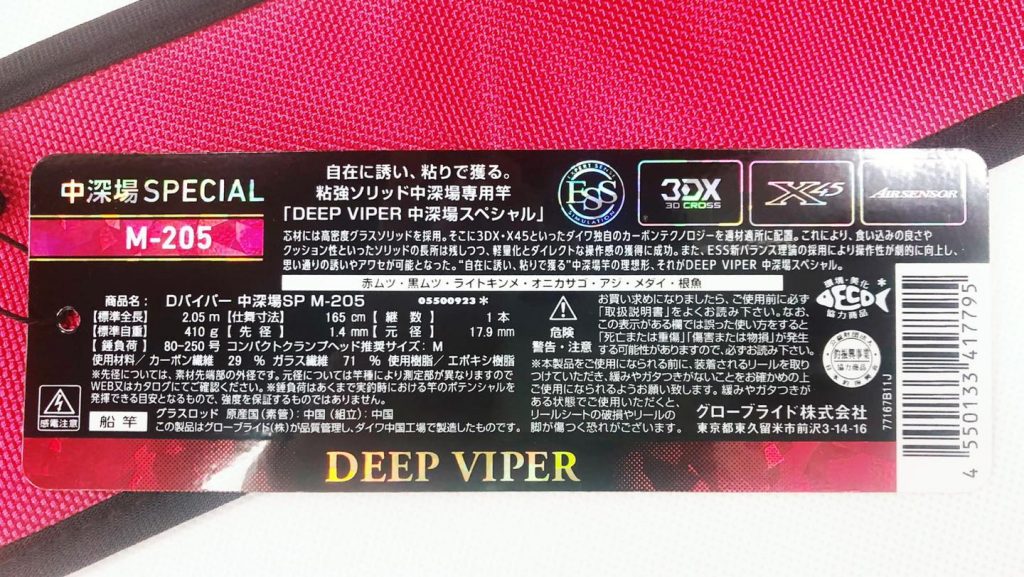 中深場SPECIAL
M-205
自在に誘い、粘りで獲る。
粘強ソリッド中深場専用竿
「DEEP VIPER 中深場スペシャル」
EXPERT SENSE
ESS
SIMULATION
3DX
3D CROSS
X45
AIRSENSOR
芯材には高密度グラスソリッドを採用。そこに3DX・X45といったダイワ独自のカーボンテクノロジーを適材適所に配置。これにより、食い込みの良さや
クッション性といったソリッドの長所は残しつつ、軽量化とダイレクトな操作感の獲得に成功。また、ESS新バランス理論の採用により操作性が劇的に向上し、
思い通りの誘いやアワセが可能となった。“自在に誘い、粘りで獲る”中深場竿の理想形、それがDEEP VIPER 中深場スペシャル。
赤ムツ・黒ムツ・ライトキンメ・オニカサゴ・アジ・メダイ・根魚
商品名: Dバイパー 中深場SP M-205 05500923*
【標準全長】 2.05 m 【仕舞寸法】 165 cm 【継 数】 1 本
【標準自重】 410 g 【先 径】 1.4 mm 【元 径】 17.9 mm
【錘負荷】 80-250 号 コンパクトクランプヘッド推奨サイズ: M
使用材料/カーボン繊維 29 % ガラス繊維 71 % 使用樹脂/エポキシ樹脂
※先径については、素材先端部の外径です。元径については竿種により測定部が異なりますので
WEB又はカタログにてご確認ください。※錘負荷はあくまで実釣時における竿のポテンシャルを
発揮できる目安となるもので、強度を保証するものではありません。
感電注意
船 竿
グラスロッド 原産国(素管):中国(組立):中国
この製品はグローブライド(株)が品質管理し、ダイワ中国工場で製造したものです。
危険
警告・注意
お買い求めになりましたら、ご使用前に必ず
「取扱説明書」をよくお読み下さい。なお、
この表示がある欄では誤った使い方をすると
「死亡または重傷」「傷害または物損」が発生
する可能性がありますので、必ずお読み下さい。
※本製品をご使用になられる前に、装着されるリールを取り
つけていただき、緩みやガタつきがないことをお確かめの上
ご使用になられるようお願い致します。緩みやガタつきが
ある状態でご使用いただくと、
リールシートの破損やリールの
脚が傷つく恐れがございます。
環境・美化
FCD
協力商品
公益財団法人
釣振興事業
協力商品
グローブライド株式会社
東京都東久留米市前沢3-14-16
77167B11J
4 550133 417795
DEEP VIPER